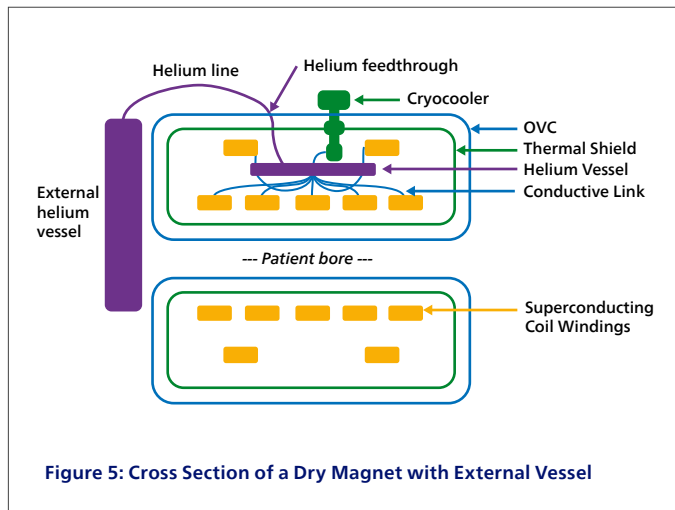 Helium line
Helium feedthrough
Cryocooler
OVC
Thermal Shield
Helium Vessel
Conductive Link
External
helium
vessel
--- Patient bore ---
Superconducting
Coil Windings
Figure 5: Cross Section of a Dry Magnet with External Vessel